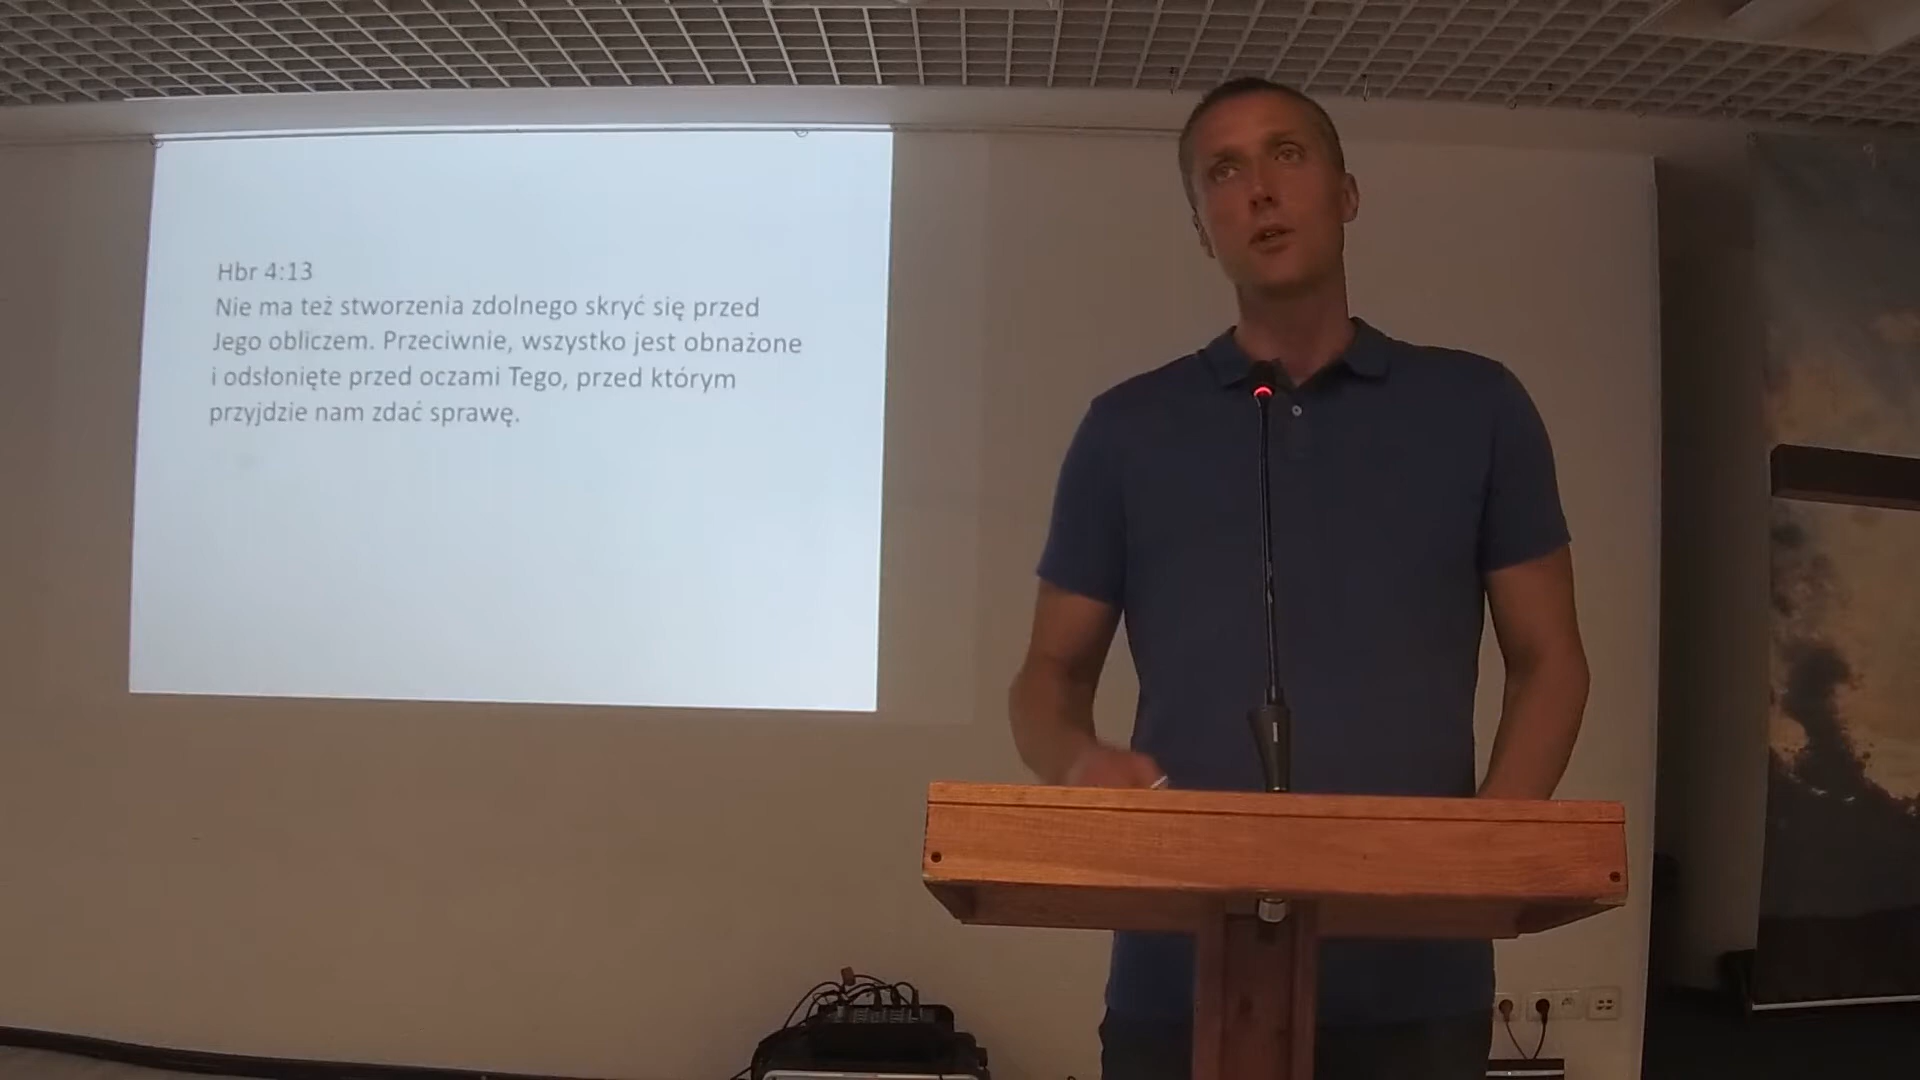 Hbr 4:13
Nie ma też stworzenia zdolnego skryć się przed
Jego obliczem. Przeciwnie, wszystko jest obnażone
i odsłonięte przed oczami Tego, przed którym
przyjdzie nam zdać sprawę.